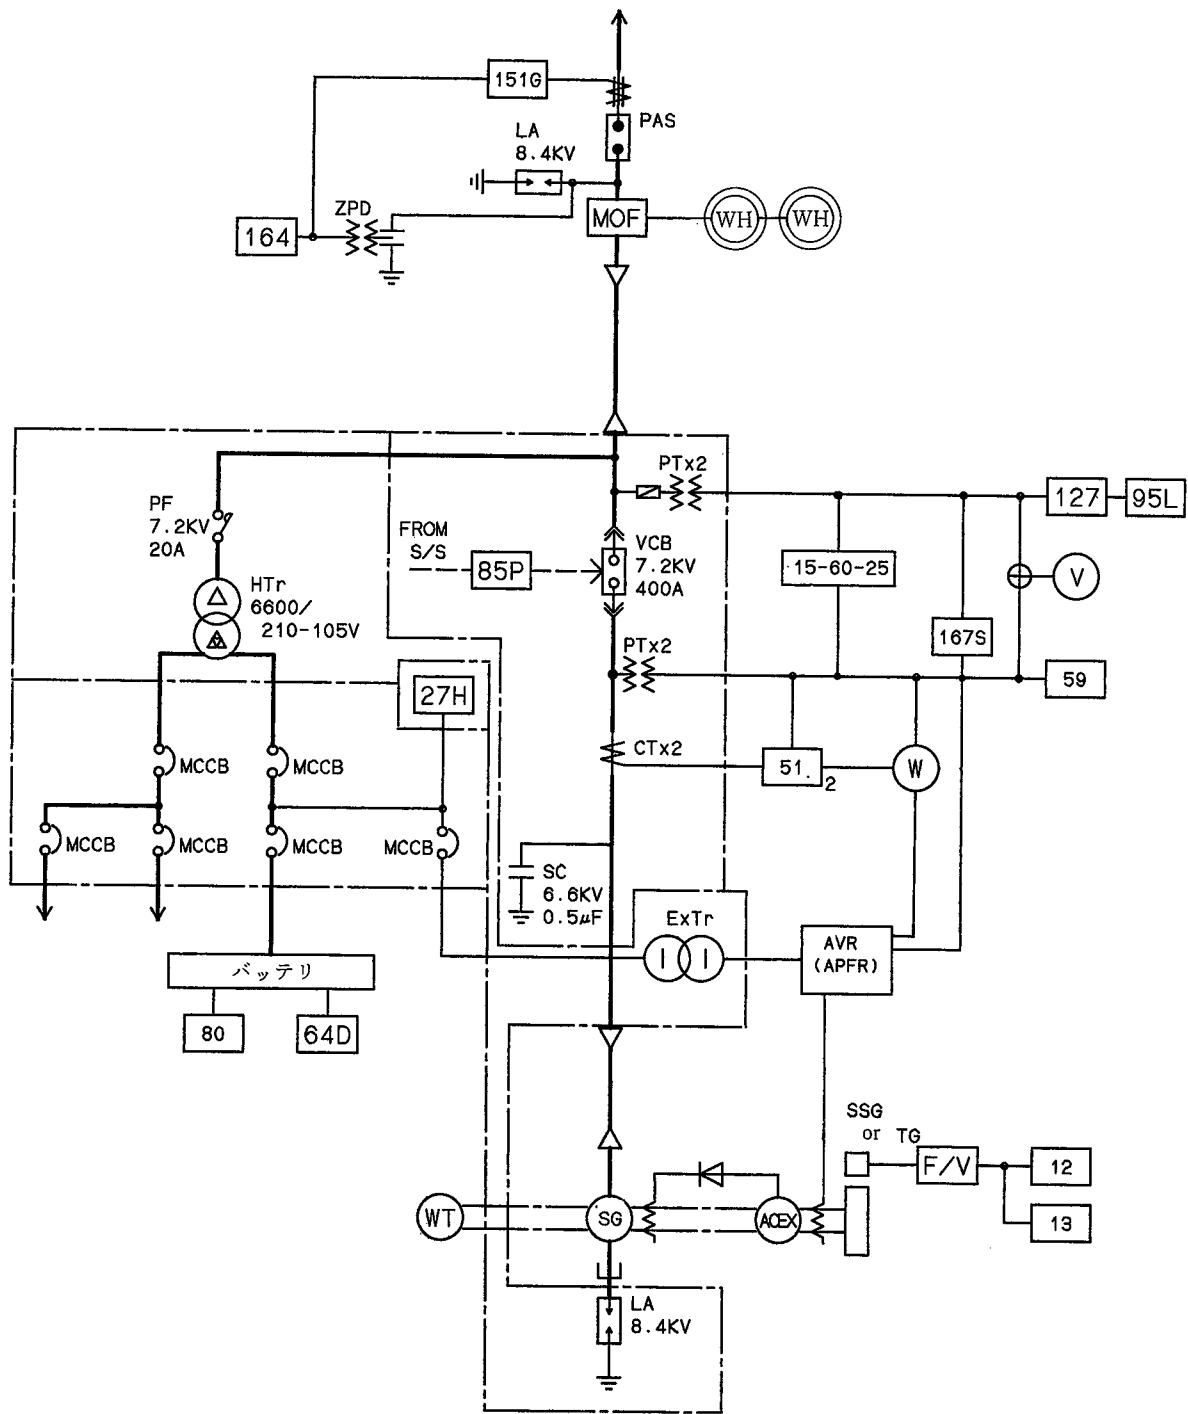 151G
PAS
LA
8.4KV
ZPD
164
MOF
WH
WH
PTx2
127
95L
PF
7.2KV
20A
FROM
S/S
85P
VCB
7.2KV
400A
15-60-25
V
HTr
6600/
210-105V
167S
PTx2
59
27H
CTx2
51.2
W
MCCB
MCCB
MCCB
MCCB
MCCB
MCCB
SC
6.6KV
0.5μF
ExTr
AVR
(APFR)
バッテリ
80
64D
SSG
or TG
F/V
12
13
WT
SG
ACEX
LA
8.4KV